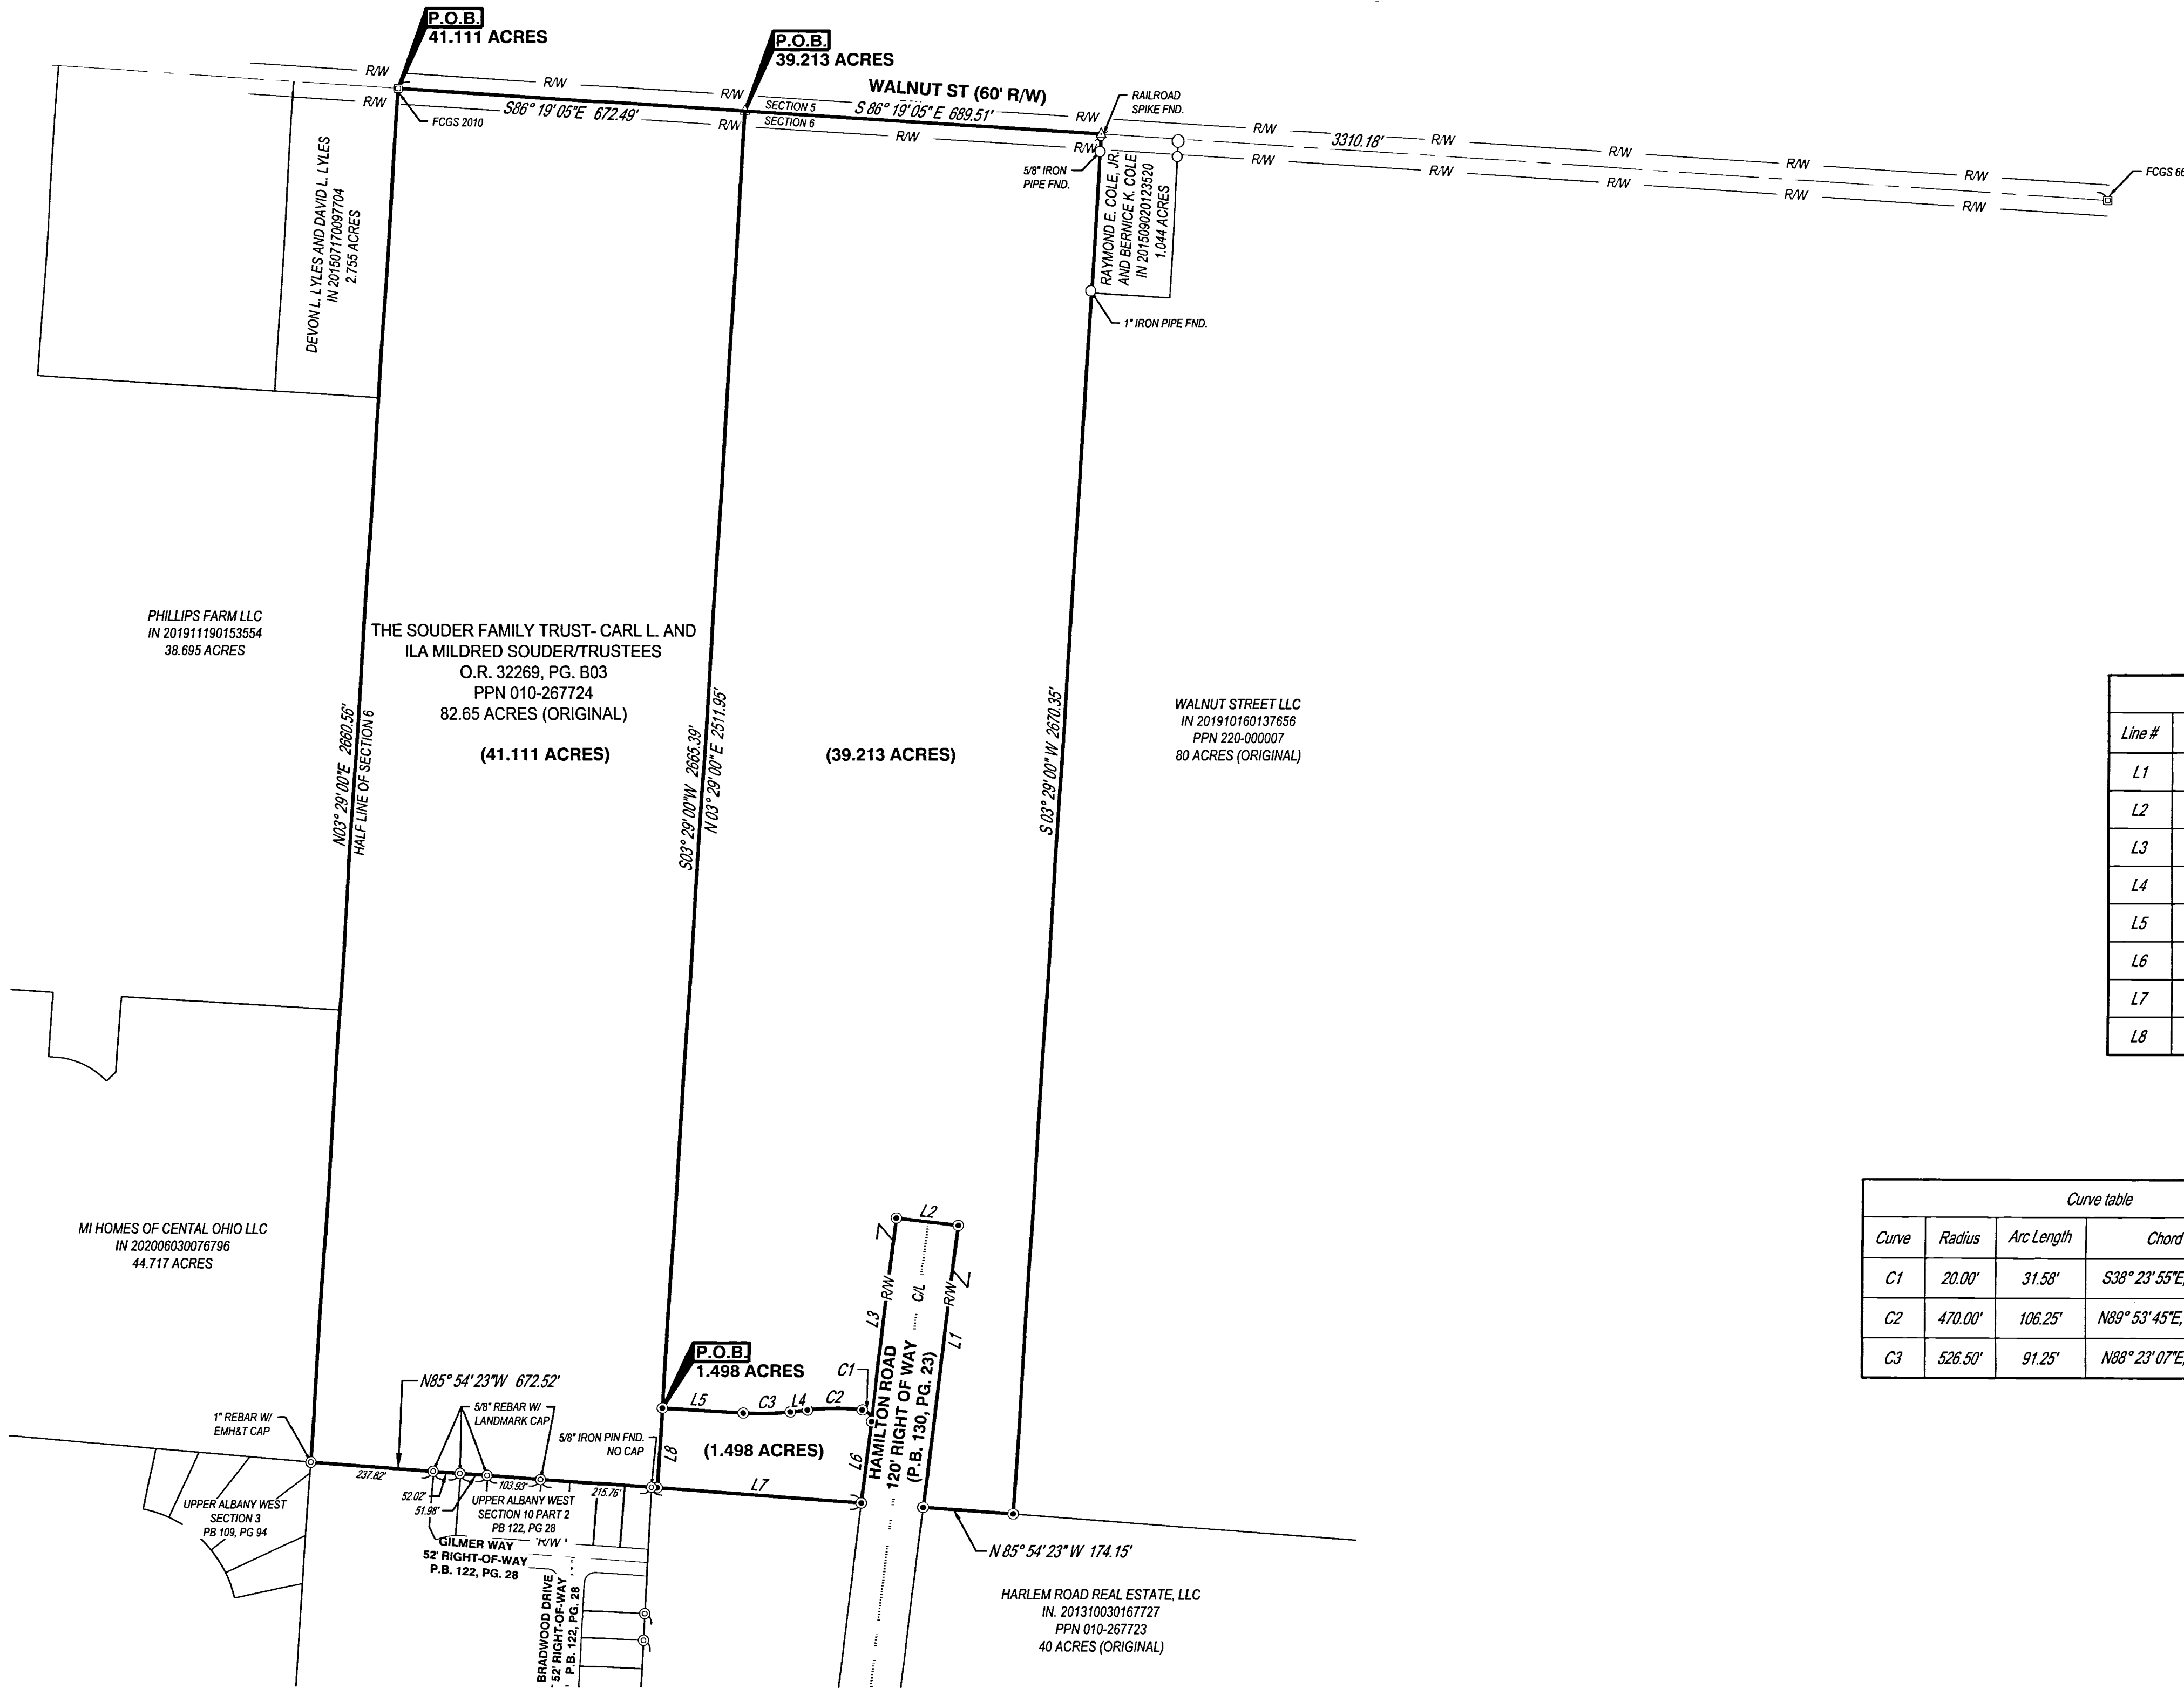 P.O.B.
41.111 ACRES
P.O.B.
39.213 ACRES
WALNUT ST (60' R/W)
R/W
R/W
R/W
R/W
R/W
R/W
R/W
R/W
SECTION 5
SECTION 6
S86° 19' 05"E 672.49'
S 86° 19' 05" E 689.51'
FCGS 2010
RAILROAD
SPIKE FND.
R/W
R/W
R/W
R/W
R/W
3310.18'
R/W
R/W
R/W
R/W
R/W
R/W
FCGS 66
5/8" IRON
PIPE FND.
RAYMOND E. COLE, JR.
AND BERNICE K. COLE
IN 201509020123520
1.044 ACRES
1" IRON PIPE FND.
DEVON L. LYLES AND DAVID L. LYLES
IN 201507170097704
2.755 ACRES
PHILLIPS FARM LLC
IN 201911190153554
38.695 ACRES
THE SOUDER FAMILY TRUST- CARL L. AND
ILA MILDRED SOUDER/TRUSTEES
O.R. 32269, PG. B03
PPN 010-267724
82.65 ACRES (ORIGINAL)
(41.111 ACRES)
(39.213 ACRES)
WALNUT STREET LLC
IN 201910160137656
PPN 220-000007
80 ACRES (ORIGINAL)
N03° 29' 00"E 2660.56'
HALF LINE OF SECTION 6
S03° 29' 00"W 2665.39'
N 03° 29' 00" E 2511.95'
S 03° 29' 00" W 2670.35'
Line #
L1
L2
L3
L4
L5
L6
L7
L8
Curve table
Curve Radius Arc Length Chord
C1 20.00' 31.58' S38° 23' 55"E,
C2 470.00' 106.25' N89° 53' 45"E,
C3 526.50' 91.25' N88° 23' 07"E,
MI HOMES OF CENTAL OHIO LLC
IN 202006030076796
44.717 ACRES
L2
R/W
C/L
R/W
L3
L1
HAMILTON ROAD
120' RIGHT OF WAY
(P.B. 130, PG. 23)
P.O.B.
1.498 ACRES
C1
L5
C3
L4
C2
(1.498 ACRES)
L8
L6
L7
N85° 54' 23"W 672.52'
1" REBAR W/
EMH&T CAP
5/8" REBAR W/
LANDMARK CAP
5/8" IRON PIN FND.
NO CAP
237.82'
52.02'
51.98'
103.93'
215.76'
UPPER ALBANY WEST
SECTION 3
PB 109, PG 94
UPPER ALBANY WEST
SECTION 10 PART 2
PB 122, PG 28
R/W
GILMER WAY
52' RIGHT-OF-WAY
P.B. 122, PG. 28
BRADWOOD DRIVE
52' RIGHT-OF-WAY
P.B. 122, PG. 28
N 85° 54' 23" W 174.15'
HARLEM ROAD REAL ESTATE, LLC
IN. 201310030167727
PPN 010-267723
40 ACRES (ORIGINAL)